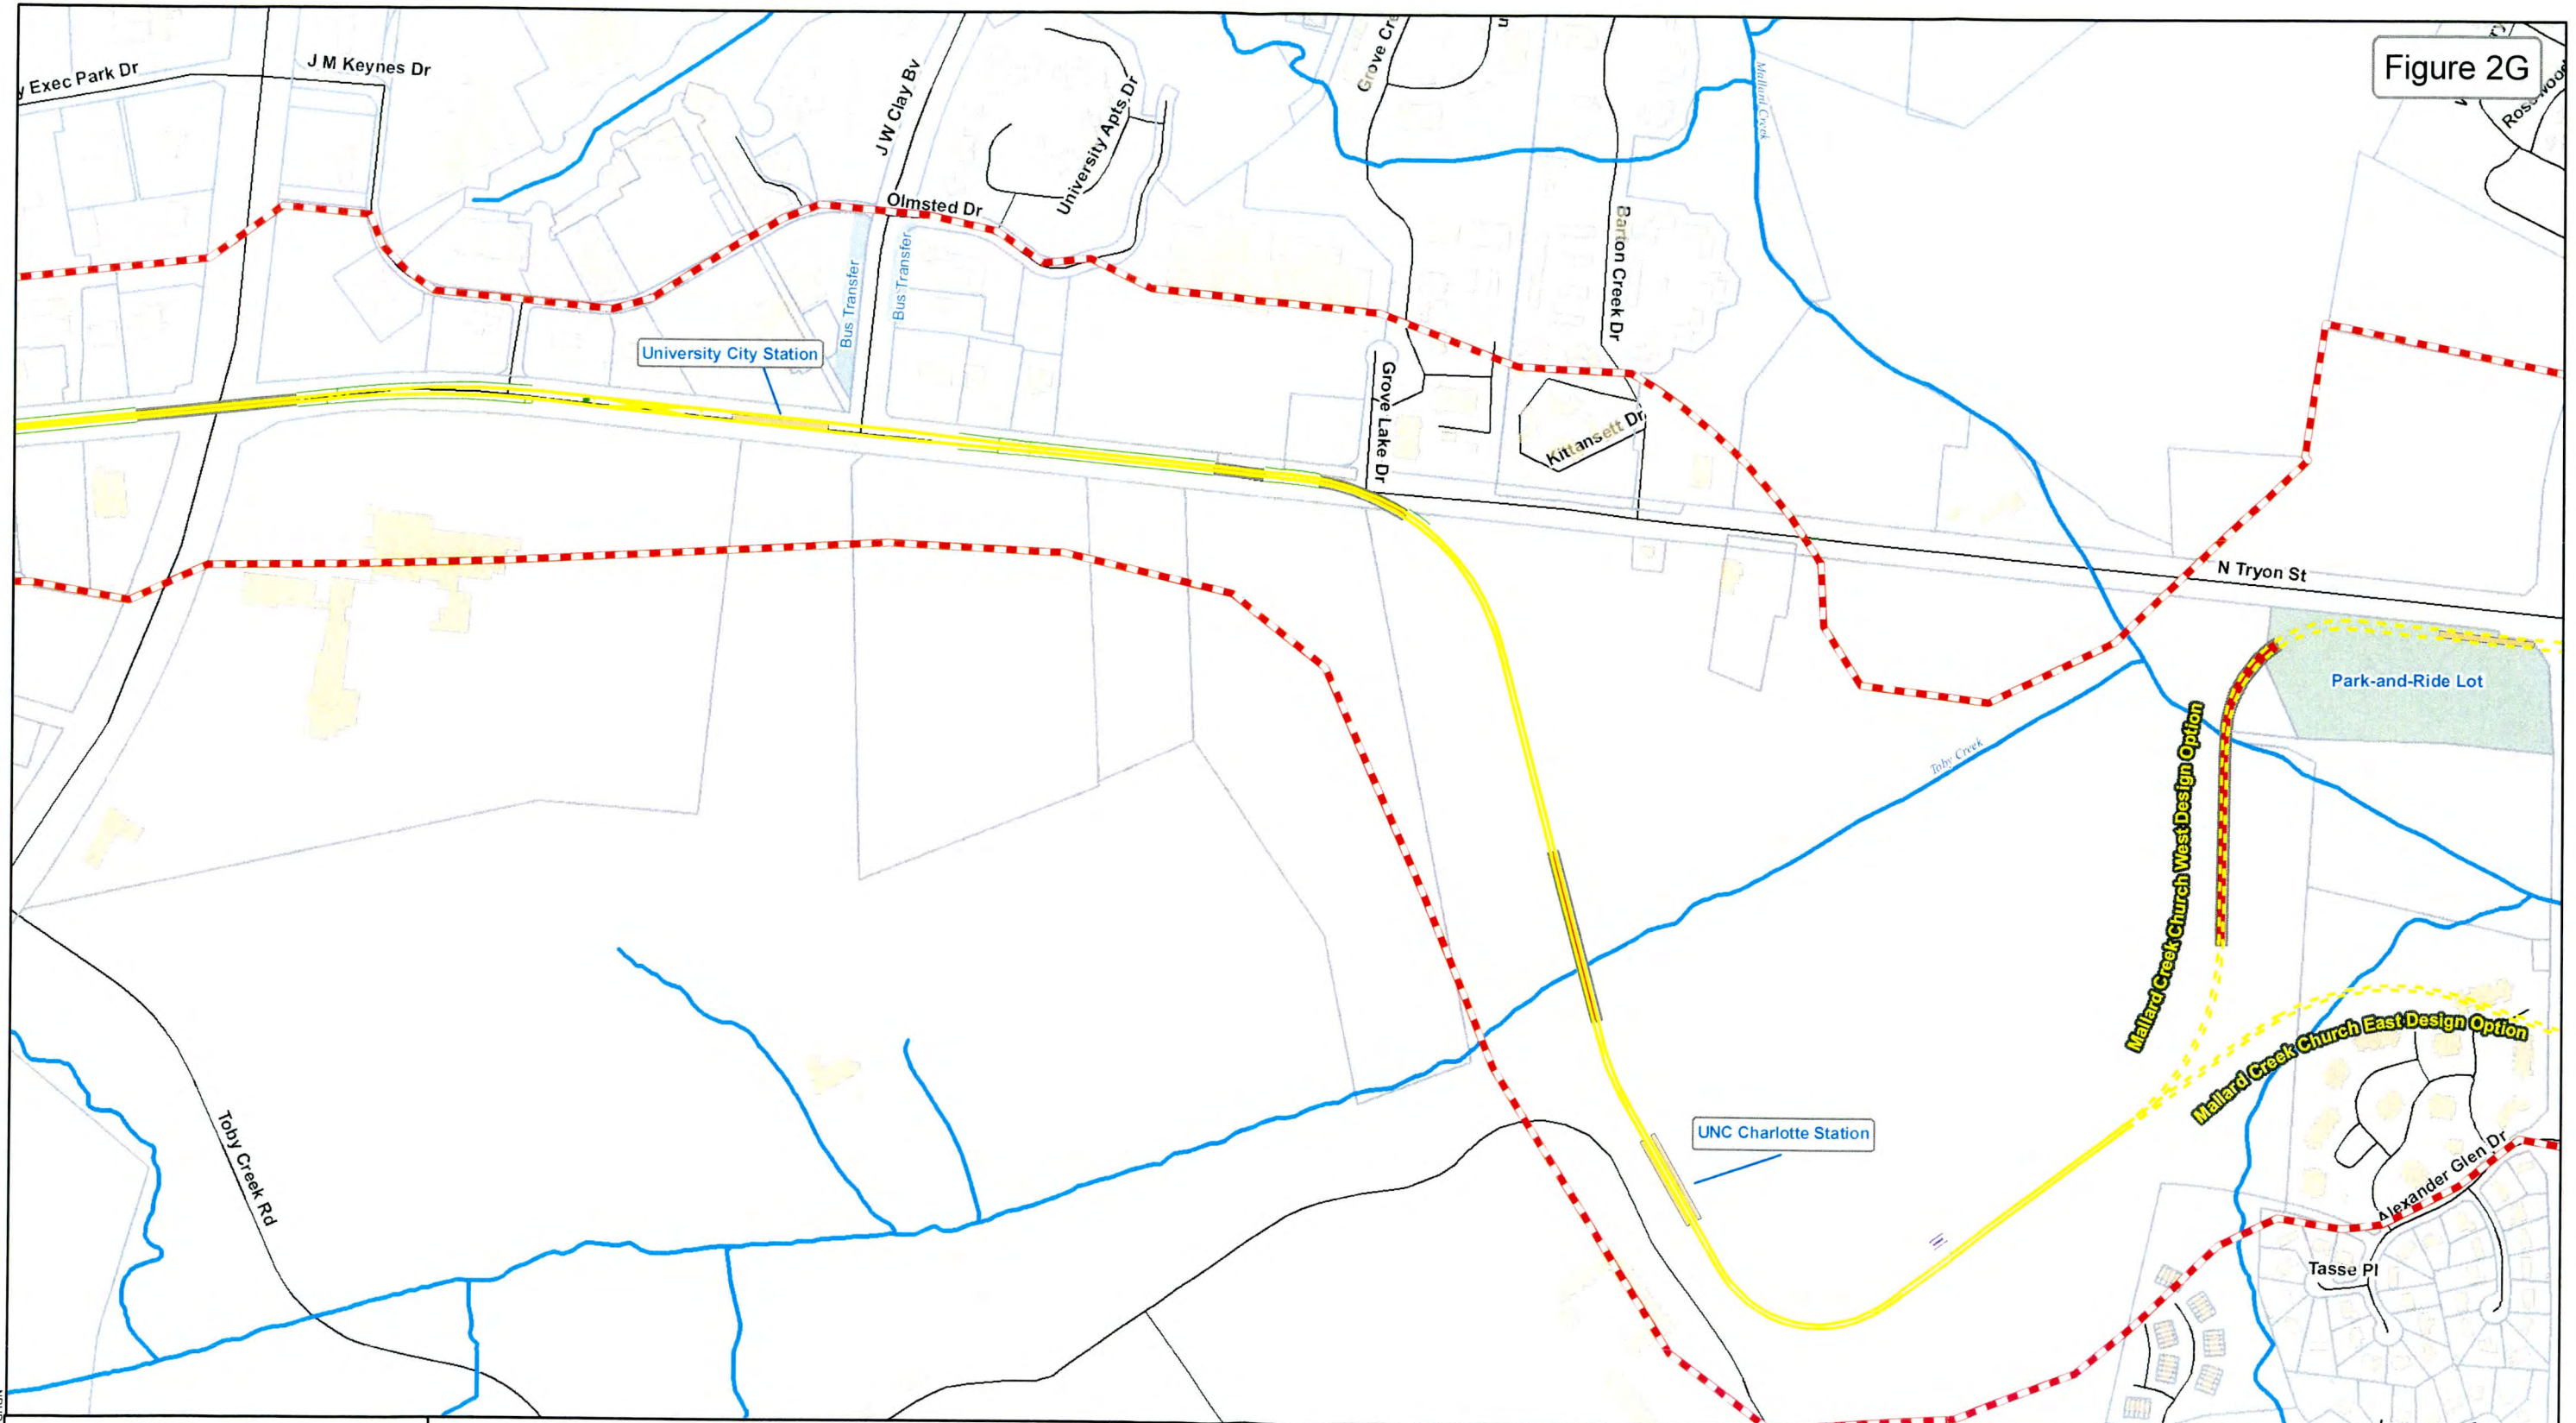 Figure 2G
y Exec Park Dr
J M Keynes Dr
J W Clay Bv
University Apts Dr
Grove Cre
Mallard Creek
Olmsted Dr
Bus Transfer
Bus Transfer
Barton Creek Dr
University City Station
Grove Lake Dr
Kittansett Dr
N Tryon St
Park-and-Ride Lot
Toby Creek
Mallard Creek Church West Design Option
Mallard Creek Church East Design Option
Toby Creek Rd
UNC Charlotte Station
Alexander Glen Dr
Tasse Pl